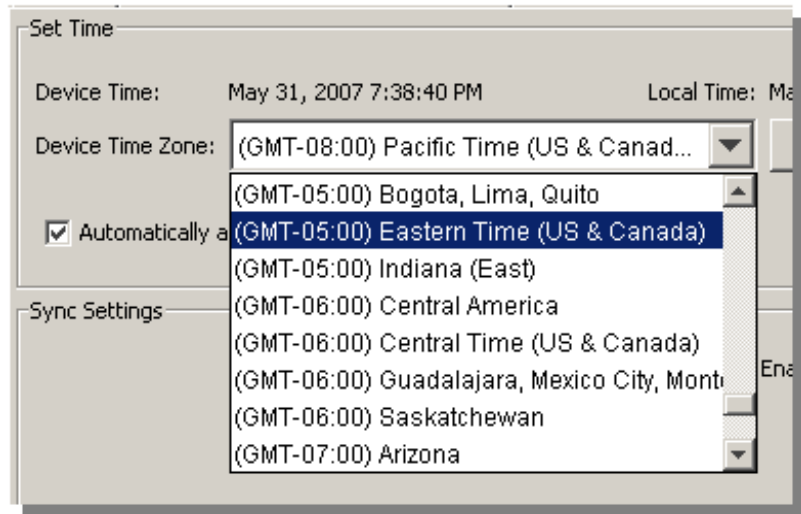 Set Time
Device Time: May 31, 2007 7:38:40 PM Local Time:
Device Time Zone: (GMT-08:00) Pacific Time (US & Canad...
(GMT-05:00) Bogota, Lima, Quito
Automatically (GMT-05:00) Eastern Time (US & Canada)
(GMT-05:00) Indiana (East)
Sync Settings (GMT-06:00) Central America
(GMT-06:00) Central Time (US & Canada)
(GMT-06:00) Guadalajara, Mexico City,
(GMT-06:00) Saskatchewan
(GMT-07:00) Arizona